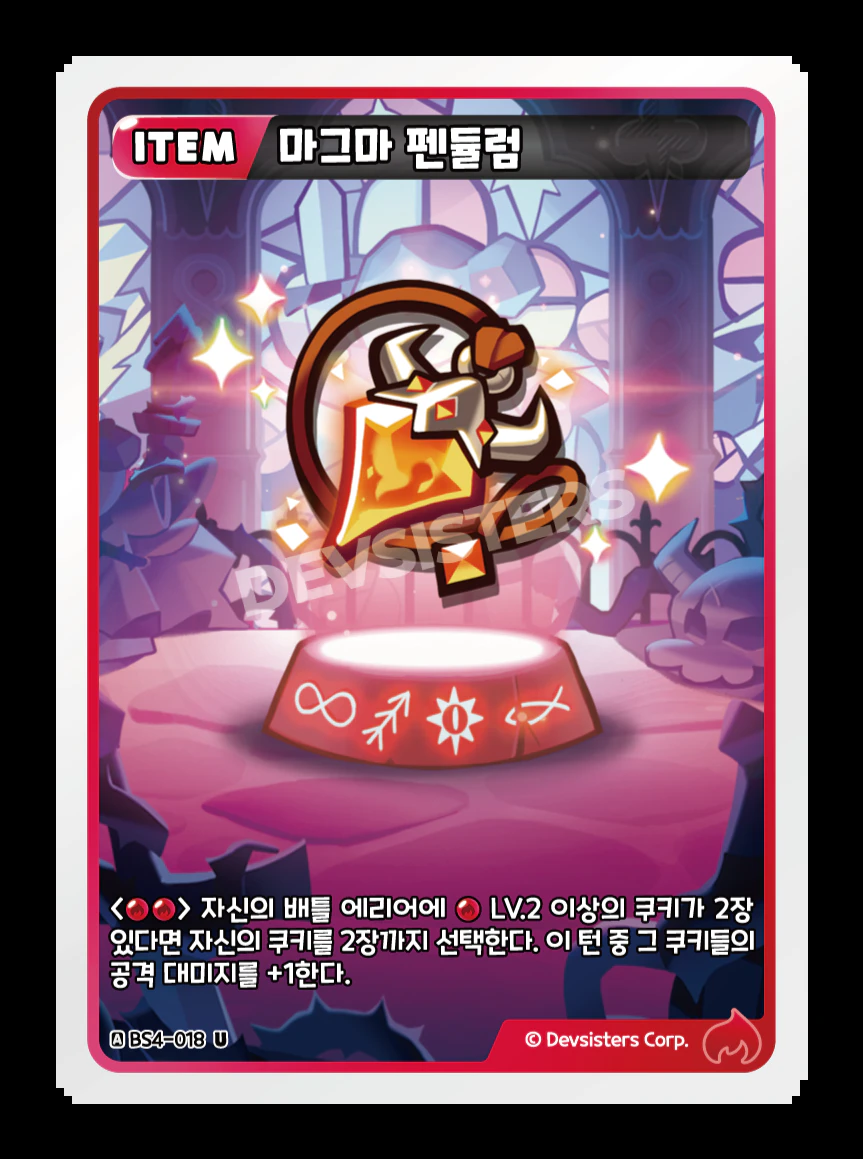 ITEM 마그마 펜듈럼
DEVSISTERS
< > 자신의 배틀 에리어에 LV.2 이상의 쿠키가 2장
있다면 자신의 쿠키를 2장까지 선택한다. 이 턴 중 그 쿠키들의
공격 대미지를 +1한다.
A BS4-018 U
© Devsisters Corp.